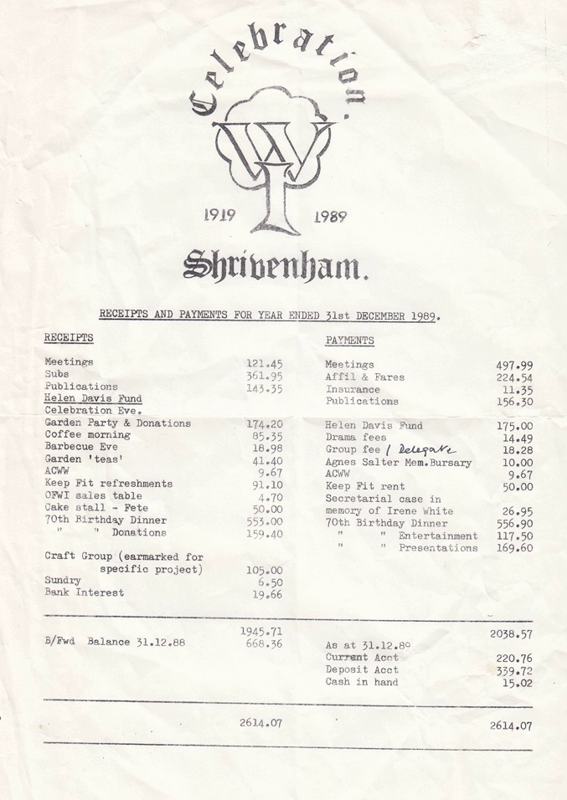 Celebration.
WI
1919 1989
Shrivenham.
RECEIPTS AND PAYMENTS FOR YEAR ENDED 31st DECEMBER 1989.
RECEIPTS
Meetings 121.45
Subs 361.95
Publications 143.35
Helen Davis Fund
Celebration Eve.
Garden Party & Donations 174.20
Coffee morning 85.35
Barbecue Eve 18.98
Garden 'teas' 41.40
ACWW 9.67
Keep Fit refreshments 91.10
OFWI sales table 4.70
Cake stall - Fete 50.00
70th Birthday Dinner 553.00
" " Donations 159.40
Craft Group (earmarked for
specific project) 105.00
Sundry 6.50
Bank Interest 19.66
1945.71
B/Fwd Balance 31.12.88 668.36
2614.07
PAYMENTS
Meetings 497.99
Affil & Fares 224.54
Insurance 11.35
Publications 156.30
Helen Davis Fund 175.00
Drama fees 14.49
Group fee / Delegate 18.28
Agnes Salter Mem.Bursary 10.00
ACWW 9.67
Keep Fit rent 50.00
Secretarial case in
memory of Irene White 26.95
70th Birthday Dinner 556.90
" " Entertainment 117.50
" " Presentations 169.60
2038.57
As at 31.12.89
Current Acct 220.76
Deposit Acct 339.72
Cash in hand 15.02
2614.07